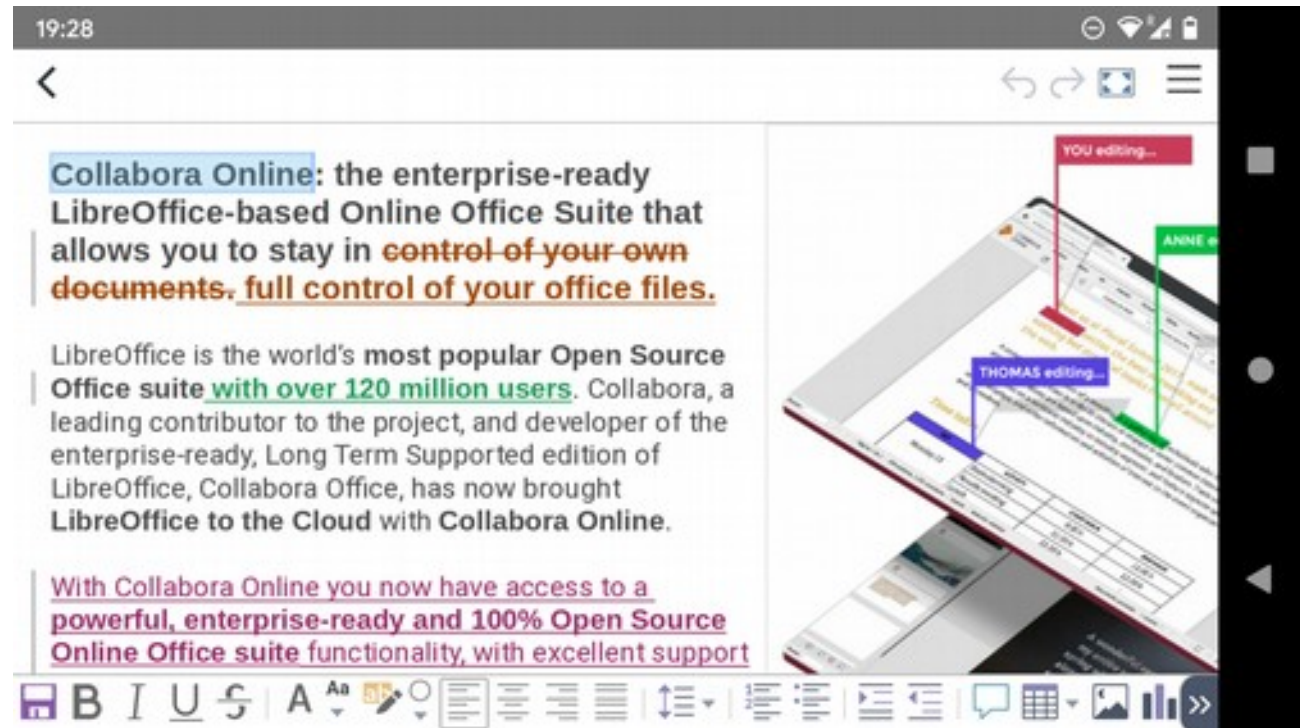 19:28
Collabora Online: the enterprise-ready
LibreOffice-based Online Office Suite that
allows you to stay in control of your own
documents. full control of your office files.
LibreOffice is the world's most popular Open Source
Office suite with over 120 million users. Collabora, a
leading contributor to the project, and developer of the
enterprise-ready, Long Term Supported edition of
LibreOffice, Collabora Office, has now brought
LibreOffice to the Cloud with Collabora Online.
With Collabora Online you now have access to a
powerful, enterprise-ready and 100% Open Source
Online Office suite functionality, with excellent support
YOU editing...
ANNE e
THOMAS editing...